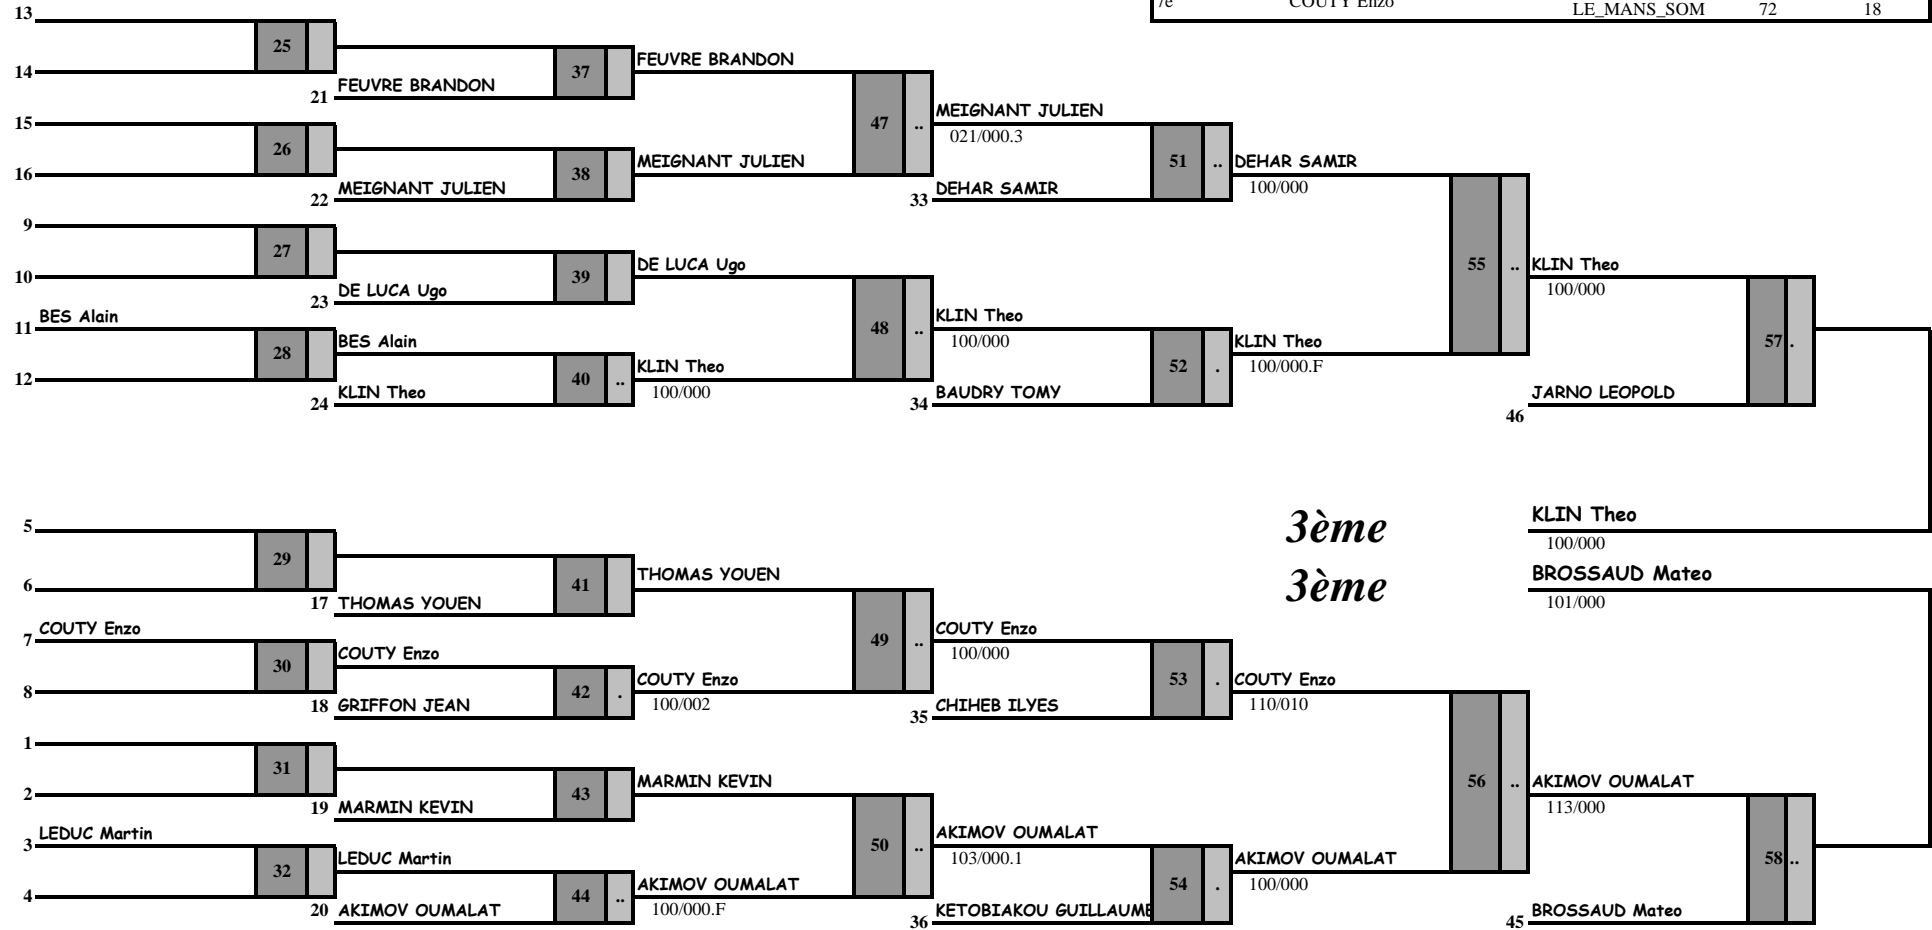 7e COUTY Enzo LE_MANS_SOM 72 18
13
25
14
FEUVRE BRANDON
21
37
FEUVRE BRANDON
15
26
16
MEIGNANT JULIEN
22
38
MEIGNANT JULIEN
47 ..
MEIGNANT JULIEN
021/000.3
33 DEHAR SAMIR
51 ..
DEHAR SAMIR
100/000
9
27
10
DE LUCA Ugo
23
39
DE LUCA Ugo
11 BES Alain
28
12
BES Alain
24 KLIN Theo
40 ..
KLIN Theo
100/000
48 ..
KLIN Theo
100/000
34 BAUDRY TOMY
52 .
KLIN Theo
100/000.F
55 ..
KLIN Theo
100/000
46 JARNO LEOPOLD
57 .
3ème KLIN Theo
100/000
3ème BROSSAUD Mateo
101/000
5
29
6
17 THOMAS YOUEN
41
THOMAS YOUEN
7 COUTY Enzo
30
8
COUTY Enzo
18 GRIFFON JEAN
42 .
COUTY Enzo
100/002
49 ..
COUTY Enzo
100/000
35 CHIHEB ILYES
53 .
COUTY Enzo
110/010
1
31
2
19 MARMIN KEVIN
43
MARMIN KEVIN
3 LEDUC Martin
32
4
LEDUC Martin
20 AKIMOV OUMALAT
44 ..
AKIMOV OUMALAT
100/000.F
50 ..
AKIMOV OUMALAT
103/000.1
36 KETOBIAKOU GUILLAUME
54 .
AKIMOV OUMALAT
100/000
56 ..
AKIMOV OUMALAT
113/000
45 BROSSAUD Mateo
58 ..